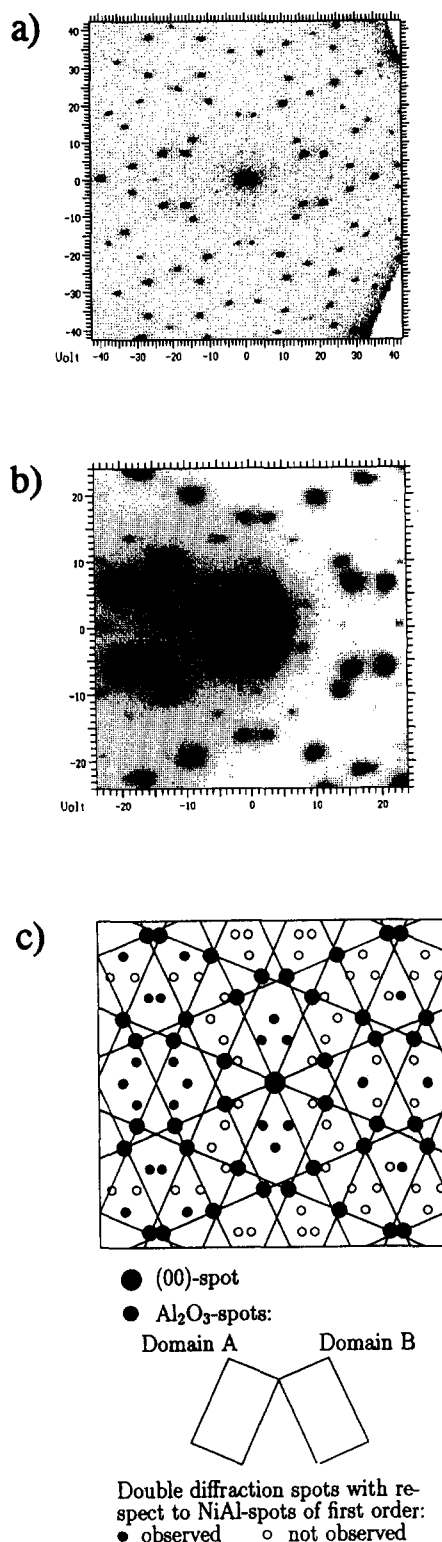 a)
40
30
20
10
0
-10
-20
-30
-40
Volt -40 -30 -20 -10 0 10 20 30 40
b)
20
10
0
-10
-20
Volt -20 -10 0 10 20
c)
(00)-spot
Al₂O₃-spots:
Domain A Domain B
Double diffraction spots with re-
spect to NiAl-spots of first order:
● observed ○ not observed